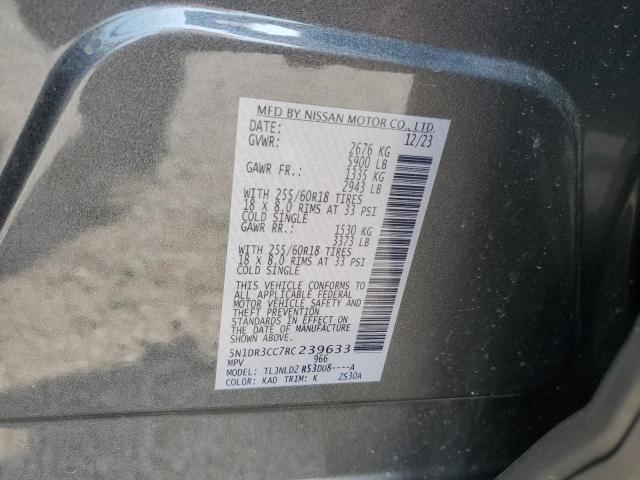 MFD BY NISSAN MOTOR CO., LTD.
DATE: 12/23
GVWR: 2676 KG
5900 LB
GAWR FR.: 1335 KG
2943 LB
WITH 255/60R18 TIRES
18 X 8.0 RIMS AT 33 PSI
COLD SINGLE
GAWR RR.: 1530 KG
3373 LB
WITH 255/60R18 TIRES
18 X 8.0 RIMS AT 33 PSI
COLD SINGLE
THIS VEHICLE CONFORMS TO
ALL APPLICABLE FEDERAL
MOTOR VEHICLE SAFETY AND
THEFT PREVENTION
STANDARDS IN EFFECT ON
THE DATE OF MANUFACTURE
SHOWN ABOVE.
5N1DR3CC7RC239633
MPV 966
MODEL: TLJNLD2 R53DU8----A
COLOR: KAD TRIM: K ZS30A